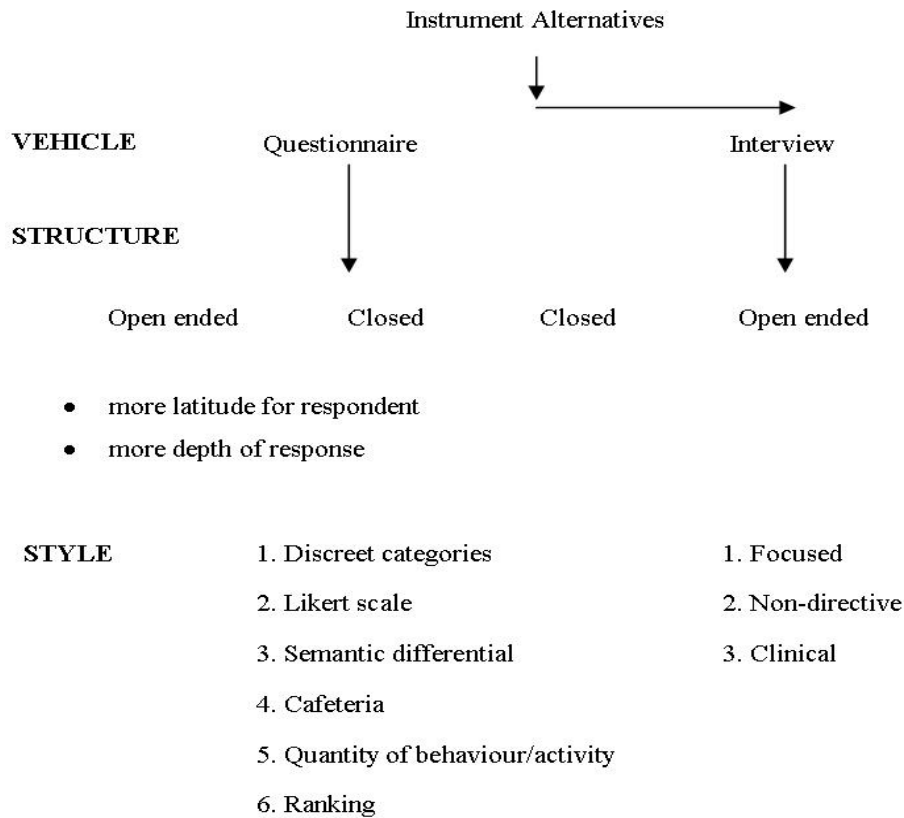 Instrument Alternatives
VEHICLE Questionnaire Interview
STRUCTURE
Open ended Closed Closed Open ended
• more latitude for respondent
• more depth of response
STYLE 1. Discreet categories 1. Focused
2. Likert scale 2. Non-directive
3. Semantic differential 3. Clinical
4. Cafeteria
5. Quantity of behaviour/activity
6. Ranking